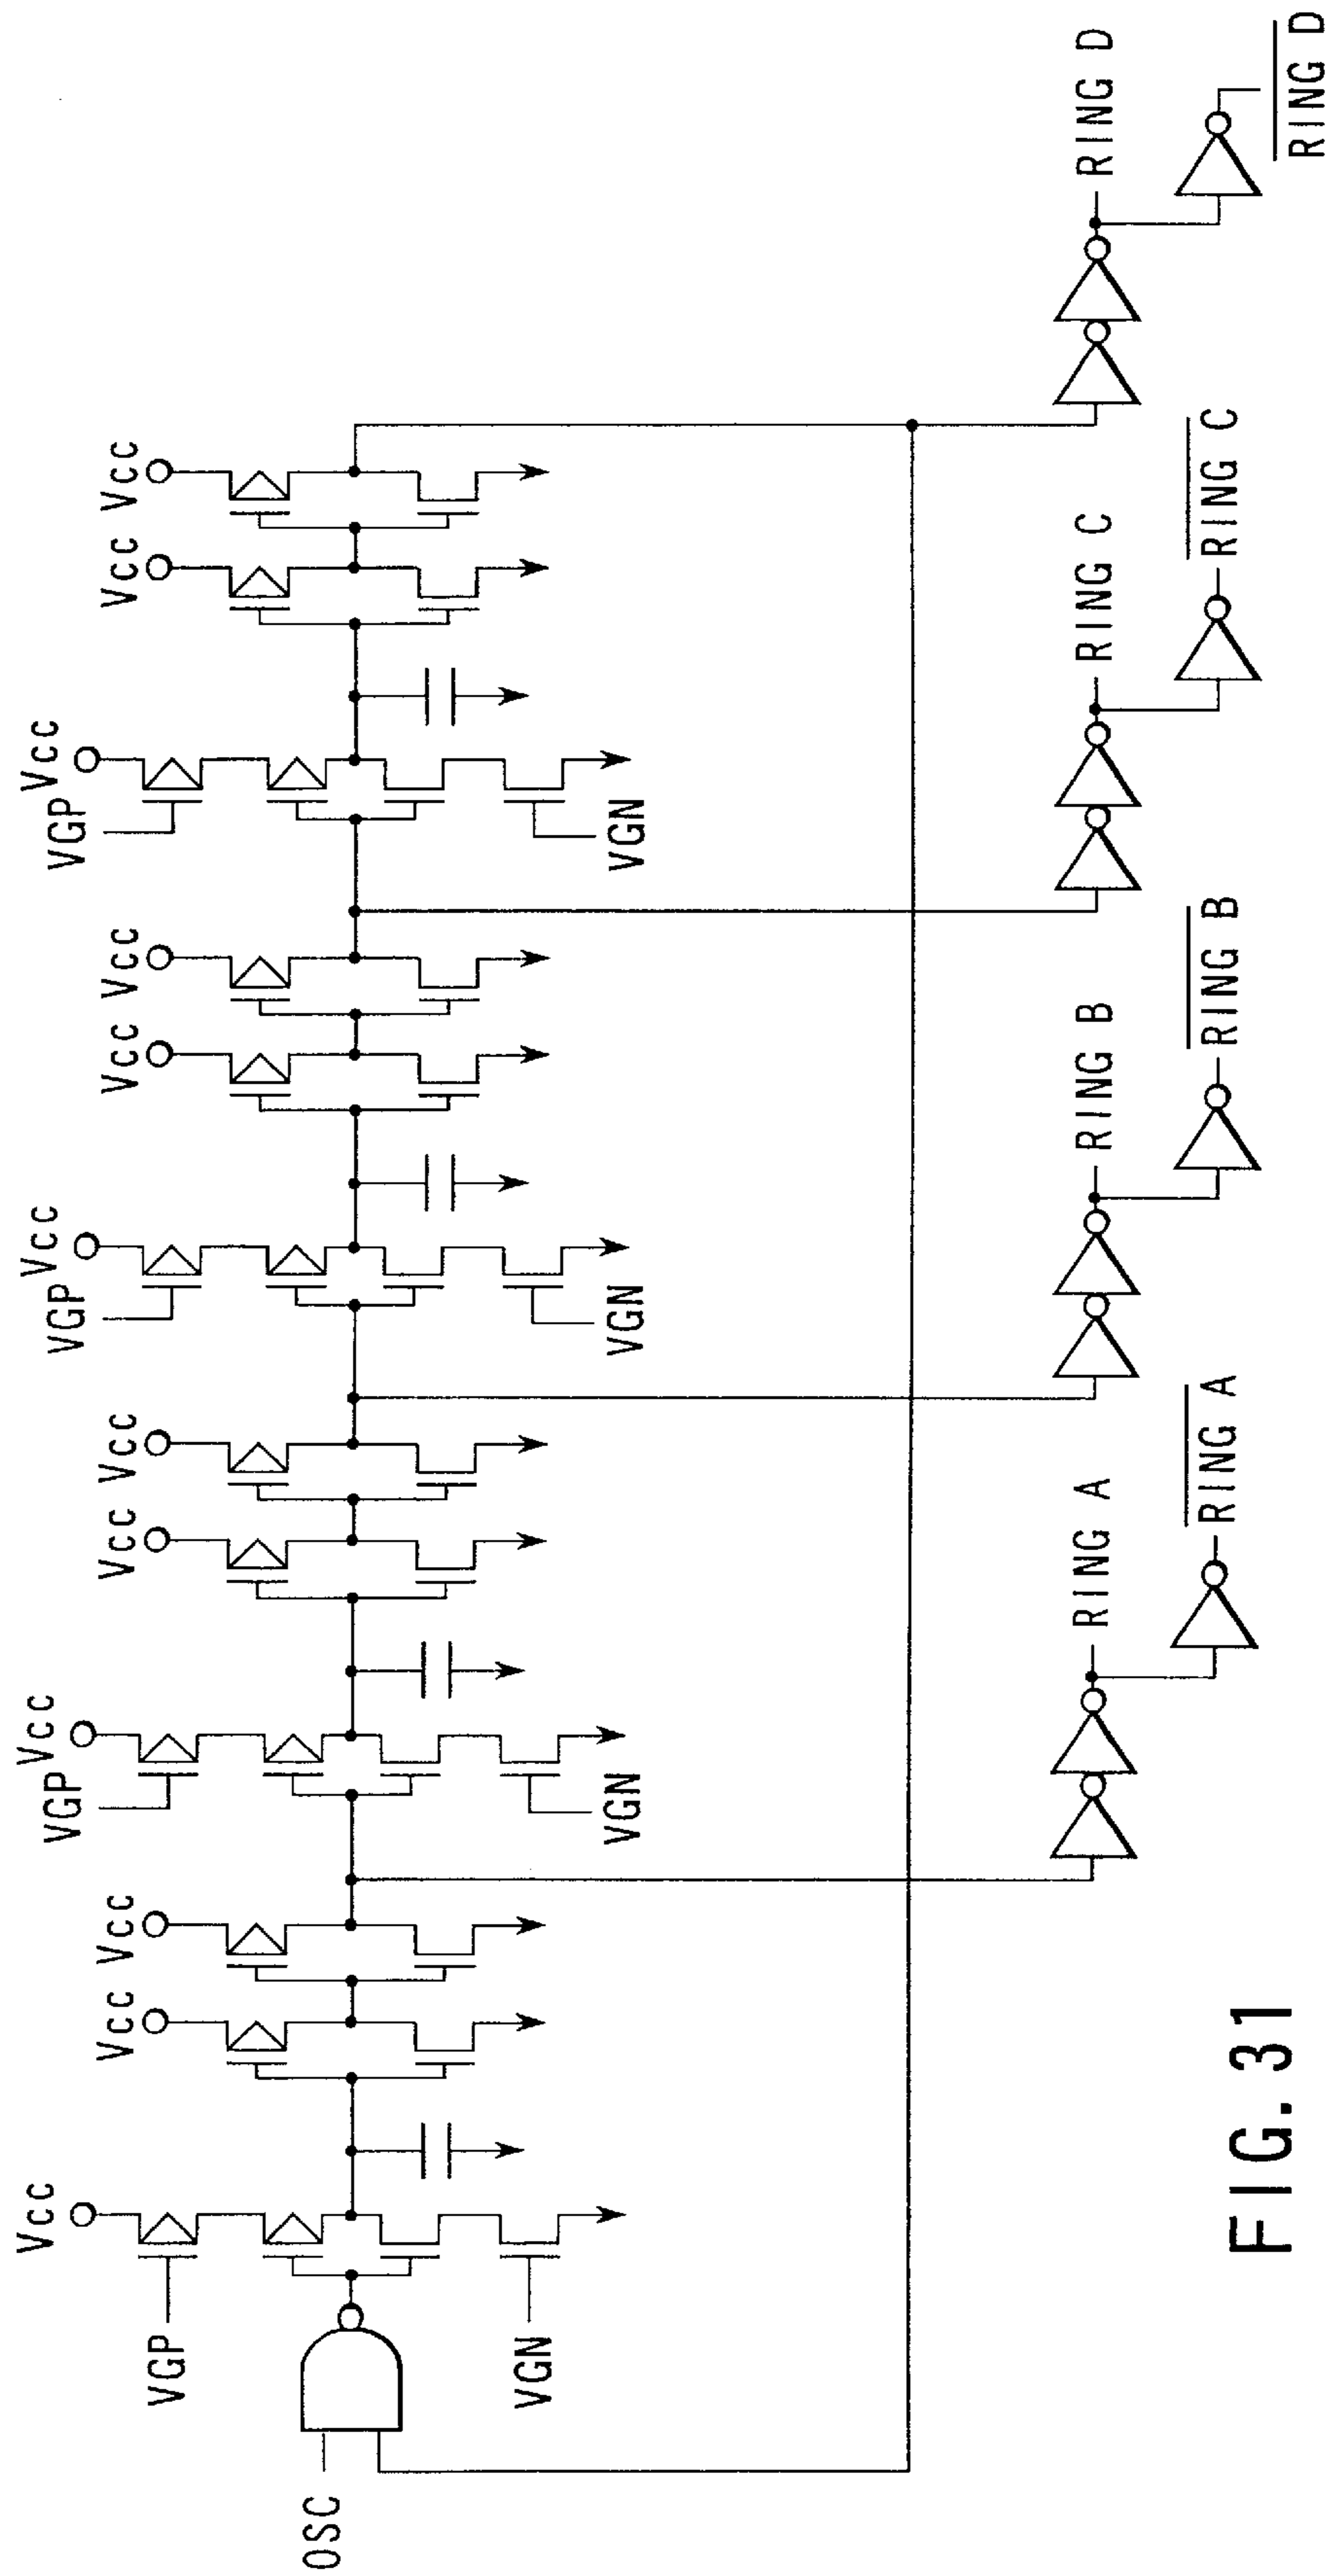 VGP Vcc
Vcc Vcc
VGP Vcc
Vcc Vcc
VGP Vcc
Vcc Vcc
VGP Vcc
Vcc Vcc
OSC
VGN
VGN
VGN
VGN
RING A
RING A
RING B
RING B
RING C
RING C
RING D
RING D
FIG. 31